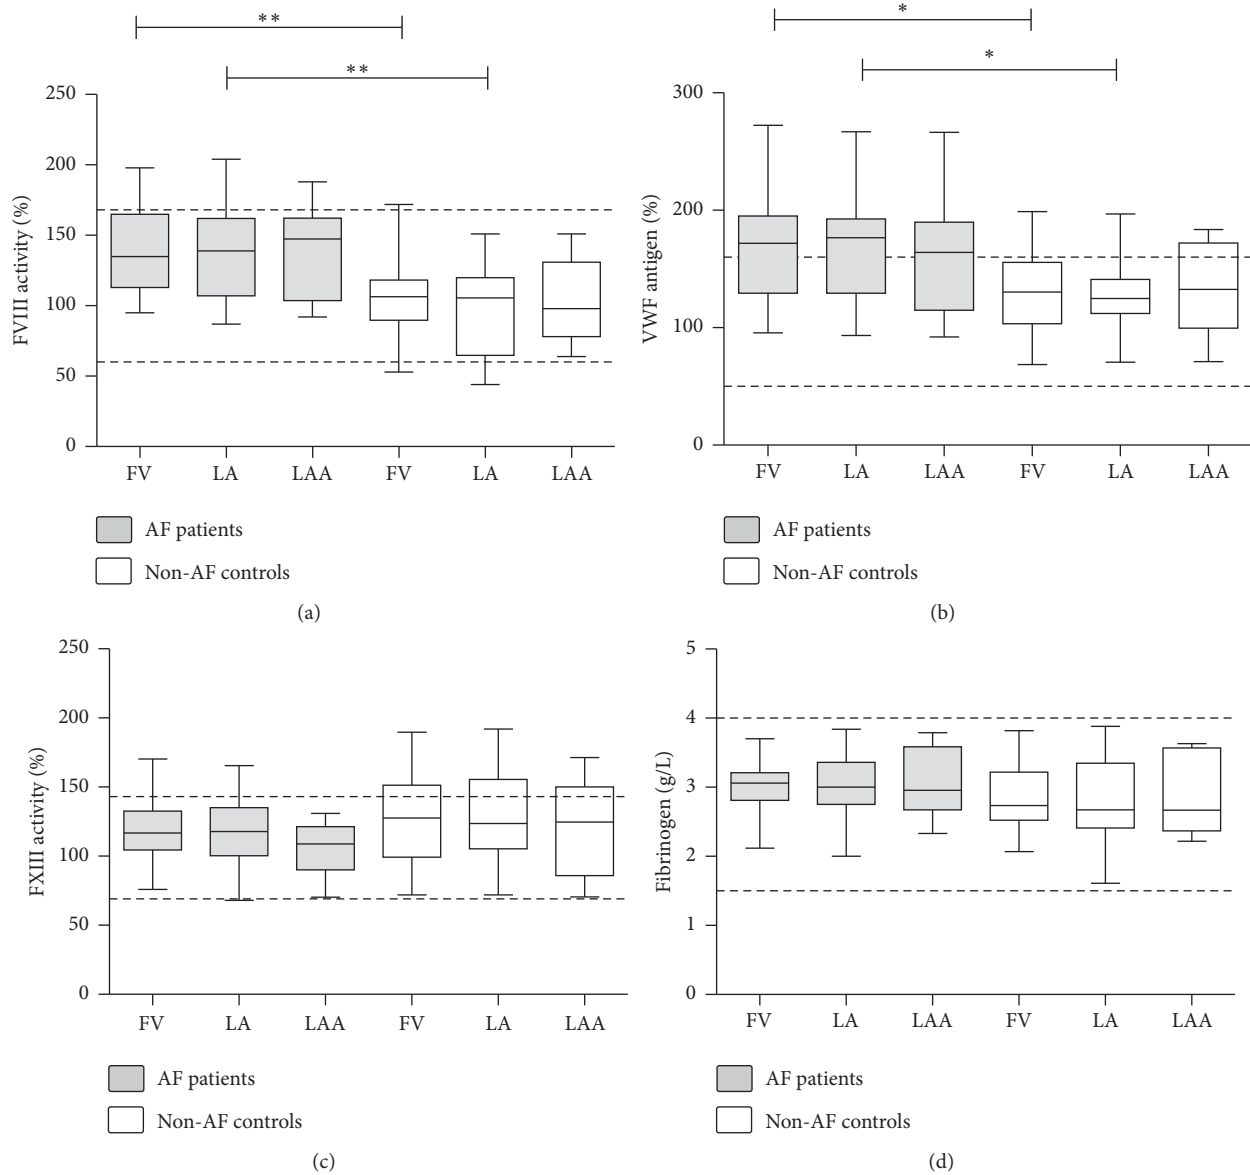 **
**
FVIII activity (%)
250
200
150
100
50
0
FV LA LAA FV LA LAA
AF patients
Non-AF controls
(a)
*
*
VWF antigen (%)
300
200
100
0
FV LA LAA FV LA LAA
AF patients
Non-AF controls
(b)
FXIII activity (%)
250
200
150
100
50
0
FV LA LAA FV LA LAA
AF patients
Non-AF controls
(c)
Fibrinogen (g/L)
5
4
3
2
1
0
FV LA LAA FV LA LAA
AF patients
Non-AF controls
(d)